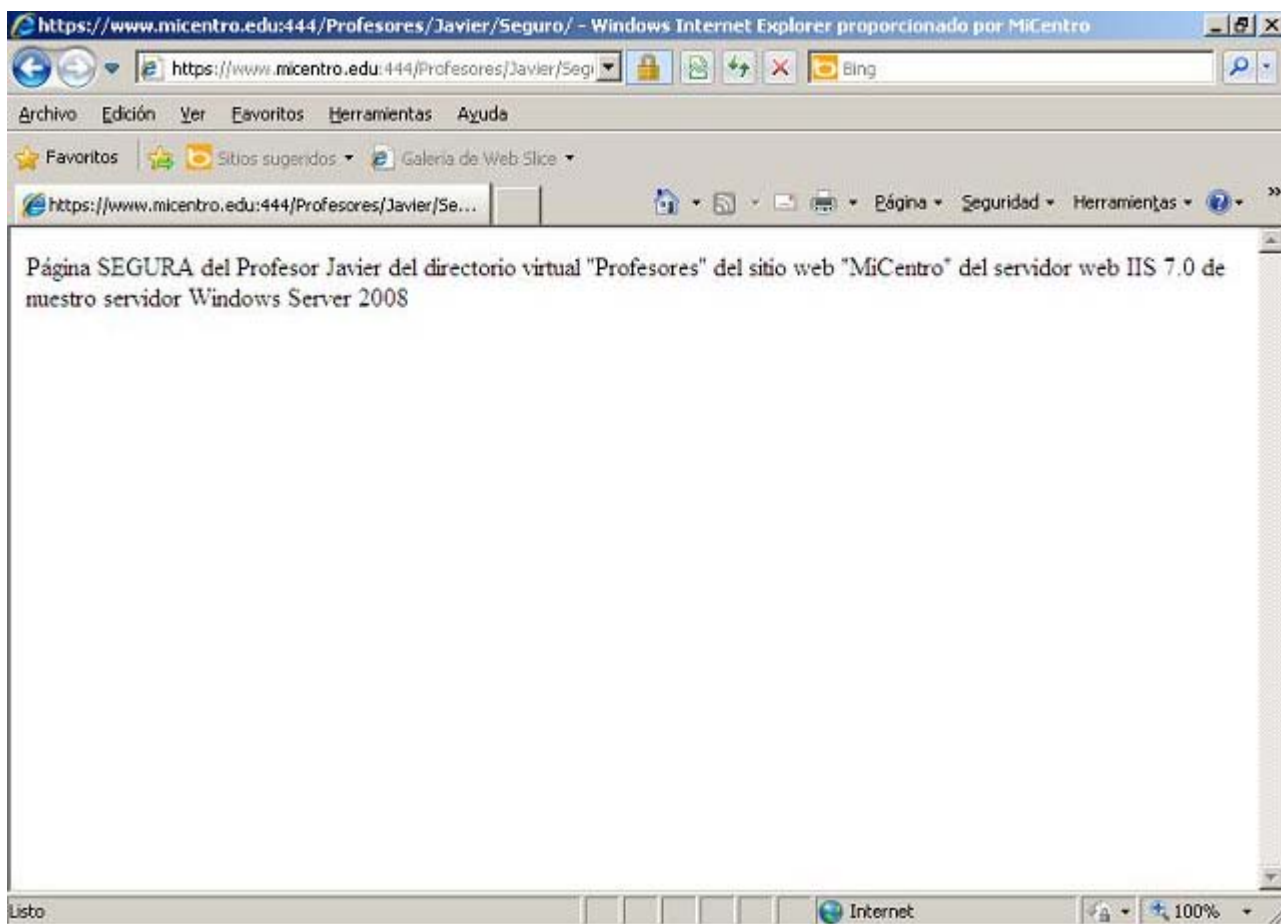 https://www.micentro.edu:444/Profesores/Javier/Seguro/ - Windows Internet Explorer proporcionado por MiCentro
https://www.micentro.edu:444/Profesores/Javier/Segu
Bing
Archivo Edición Ver Favoritos Herramientas Ayuda
Favoritos Sitios sugeridos Galería de Web Slice
https://www.micentro.edu:444/Profesores/Javier/Se... Página Seguridad Herramientas »
Página SEGURA del Profesor Javier del directorio virtual "Profesores" del sitio web "MiCentro" del servidor web IIS 7.0 de
nuestro servidor Windows Server 2008
Listo Internet 100%